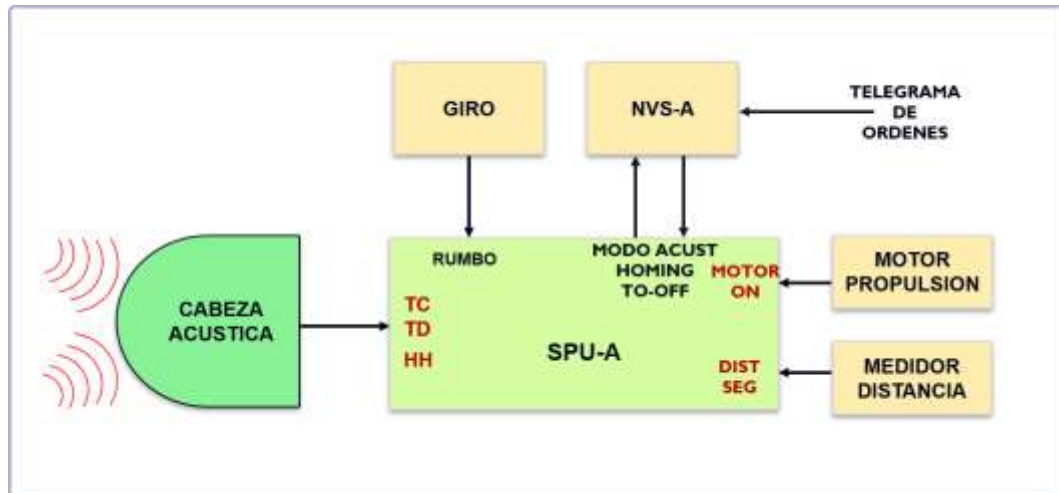 GIRO
NVS-A
TELEGRAMA
DE
ORDENES
RUMBO
MODO ACUST
HOMING
TO-OFF
MOTOR
ON
MOTOR
PROPULSION
CABEZA
ACUSTICA
TC
TD
HH
SPU-A
DIST
SEG
MEDIDOR
DISTANCIA